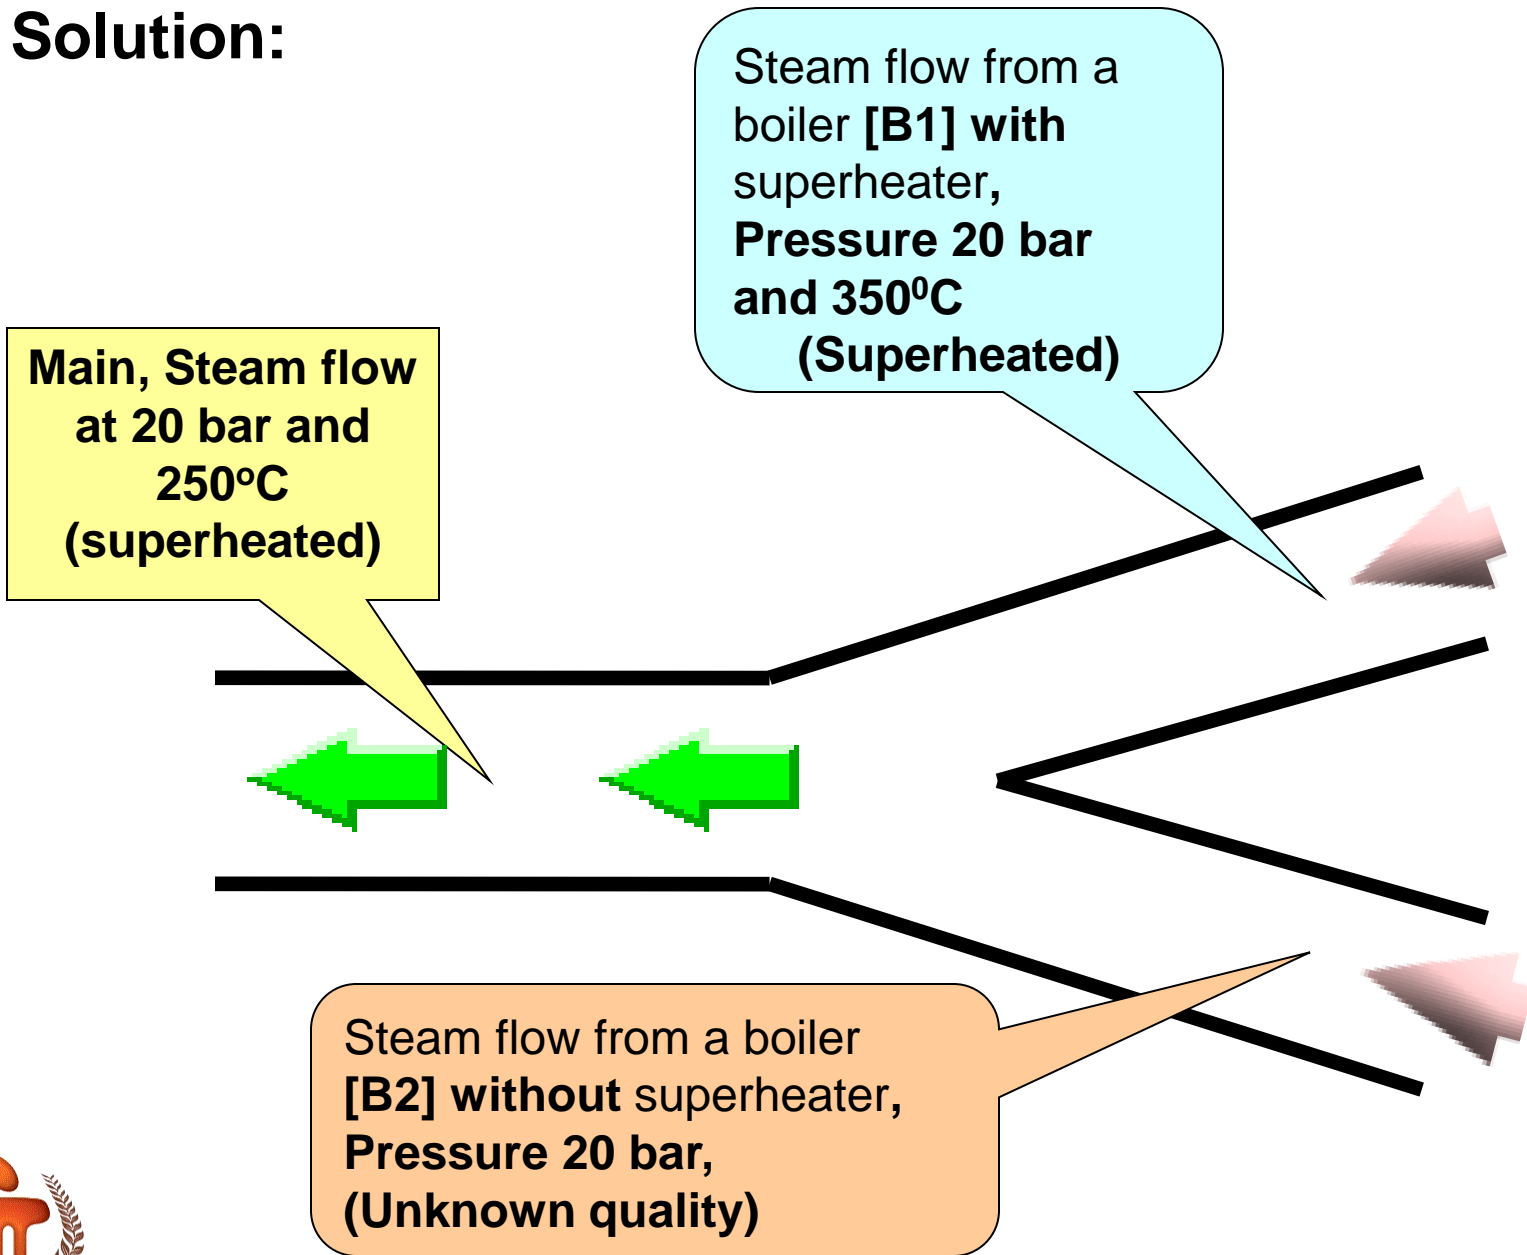 Solution:
Steam flow from a
boiler [B1] with
superheater,
Pressure 20 bar
and 350⁰C
(Superheated)
Main, Steam flow
at 20 bar and
250ºC
(superheated)
Steam flow from a boiler
[B2] without superheater,
Pressure 20 bar,
(Unknown quality)